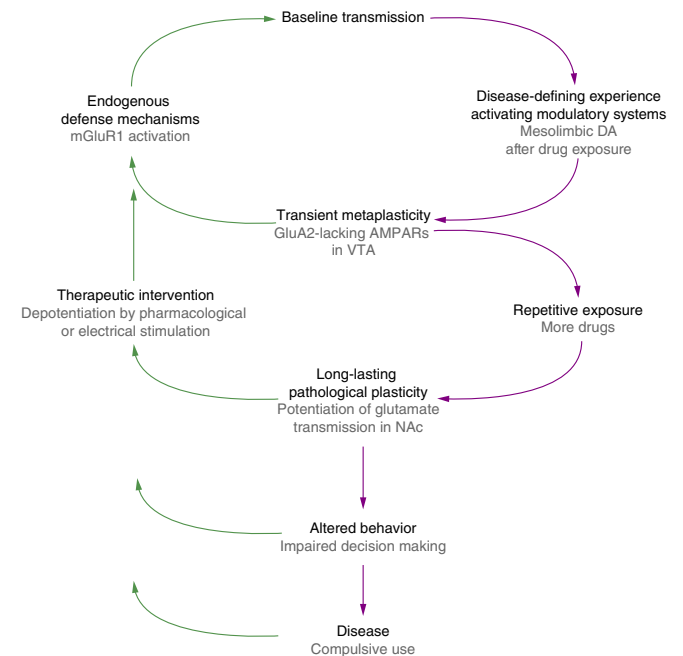 Baseline transmission
Disease-defining experience
activating modulatory systems
Mesolimbic DA
after drug exposure
Endogenous
defense mechanisms
mGluR1 activation
Transient metaplasticity
GluA2-lacking AMPARs
in VTA
Therapeutic intervention
Depotentiation by pharmacological
or electrical stimulation
Repetitive exposure
More drugs
Long-lasting
pathological plasticity
Potentiation of glutamate
transmission in NAc
Altered behavior
Impaired decision making
Disease
Compulsive use